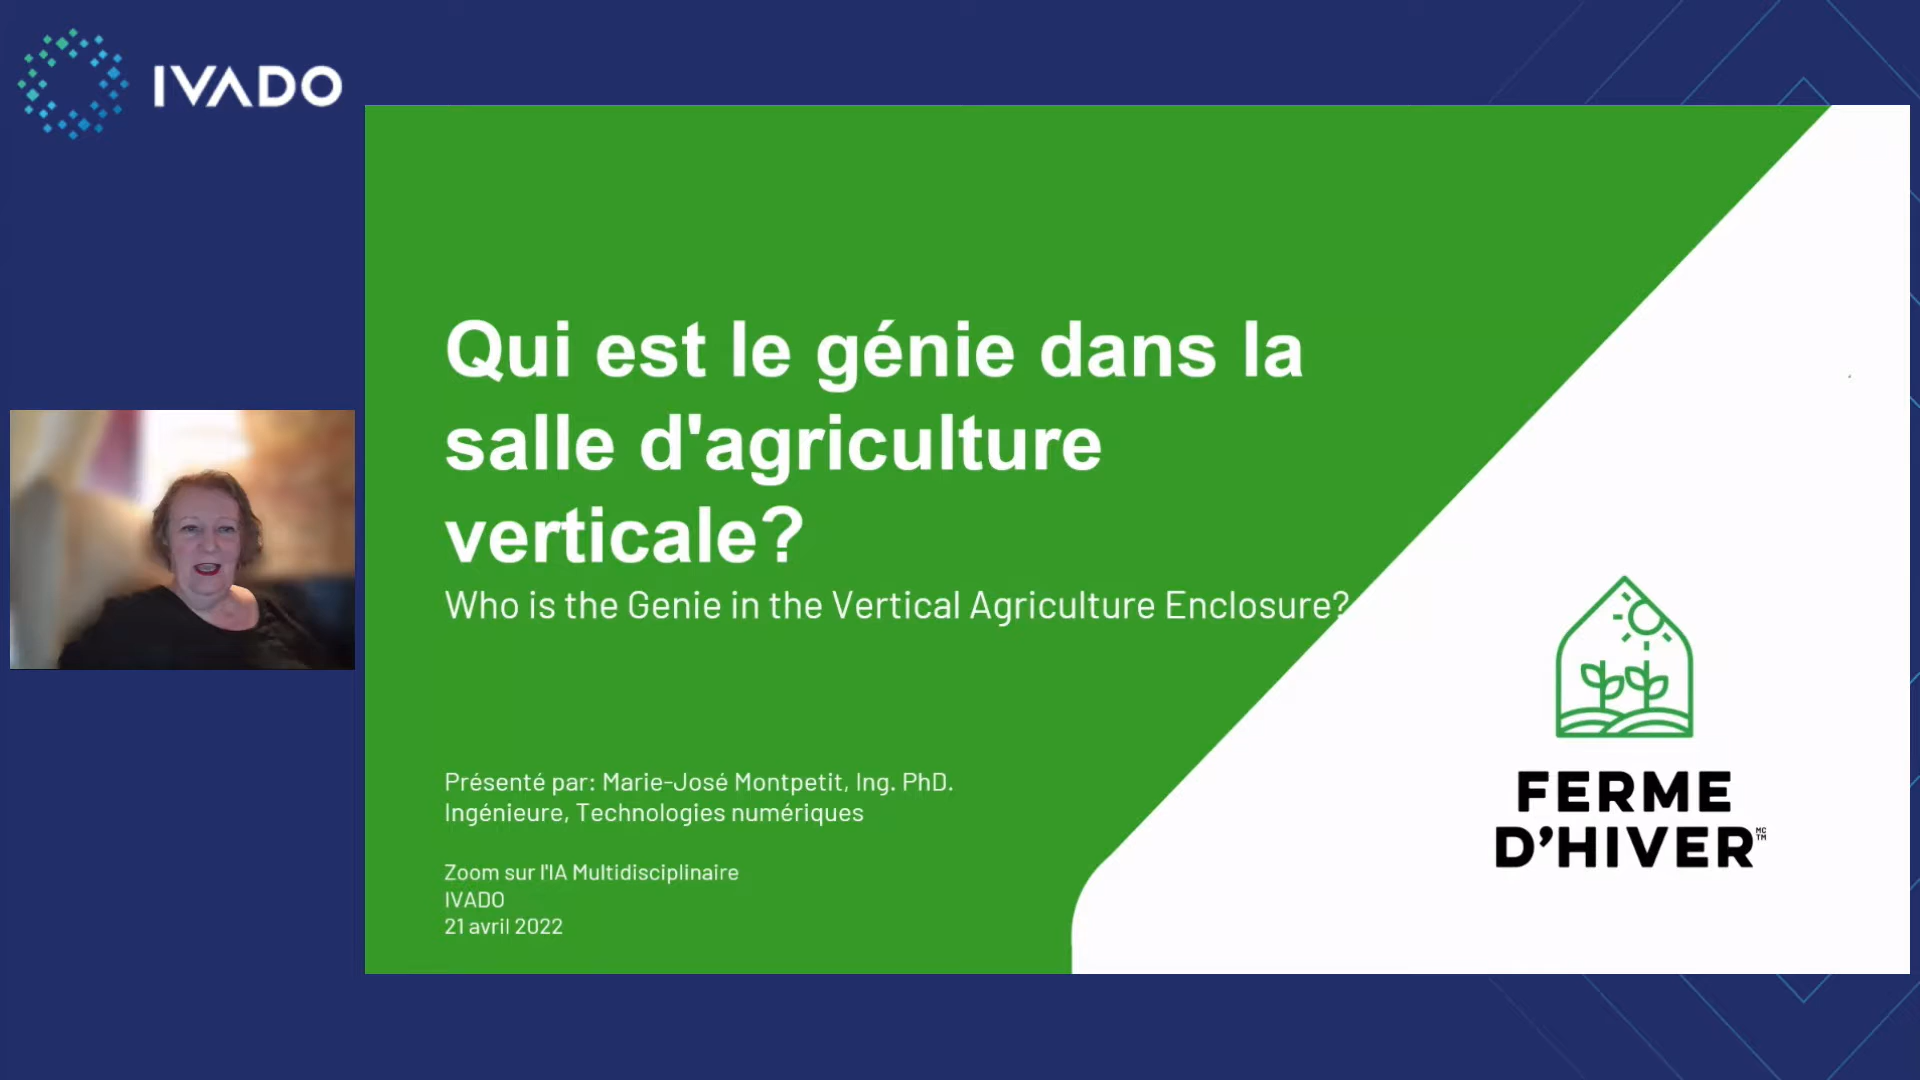 IVADO
Qui est le génie dans la
salle d'agriculture
verticale?
Who is the Genie in the Vertical Agriculture Enclosure?
Présenté par: Marie-José Montpetit, Ing. PhD.
Ingénieure, Technologies numériques
Zoom sur l'IA Multidisciplinaire
IVADO
21 avril 2022
FERME
D'HIVER MC TM